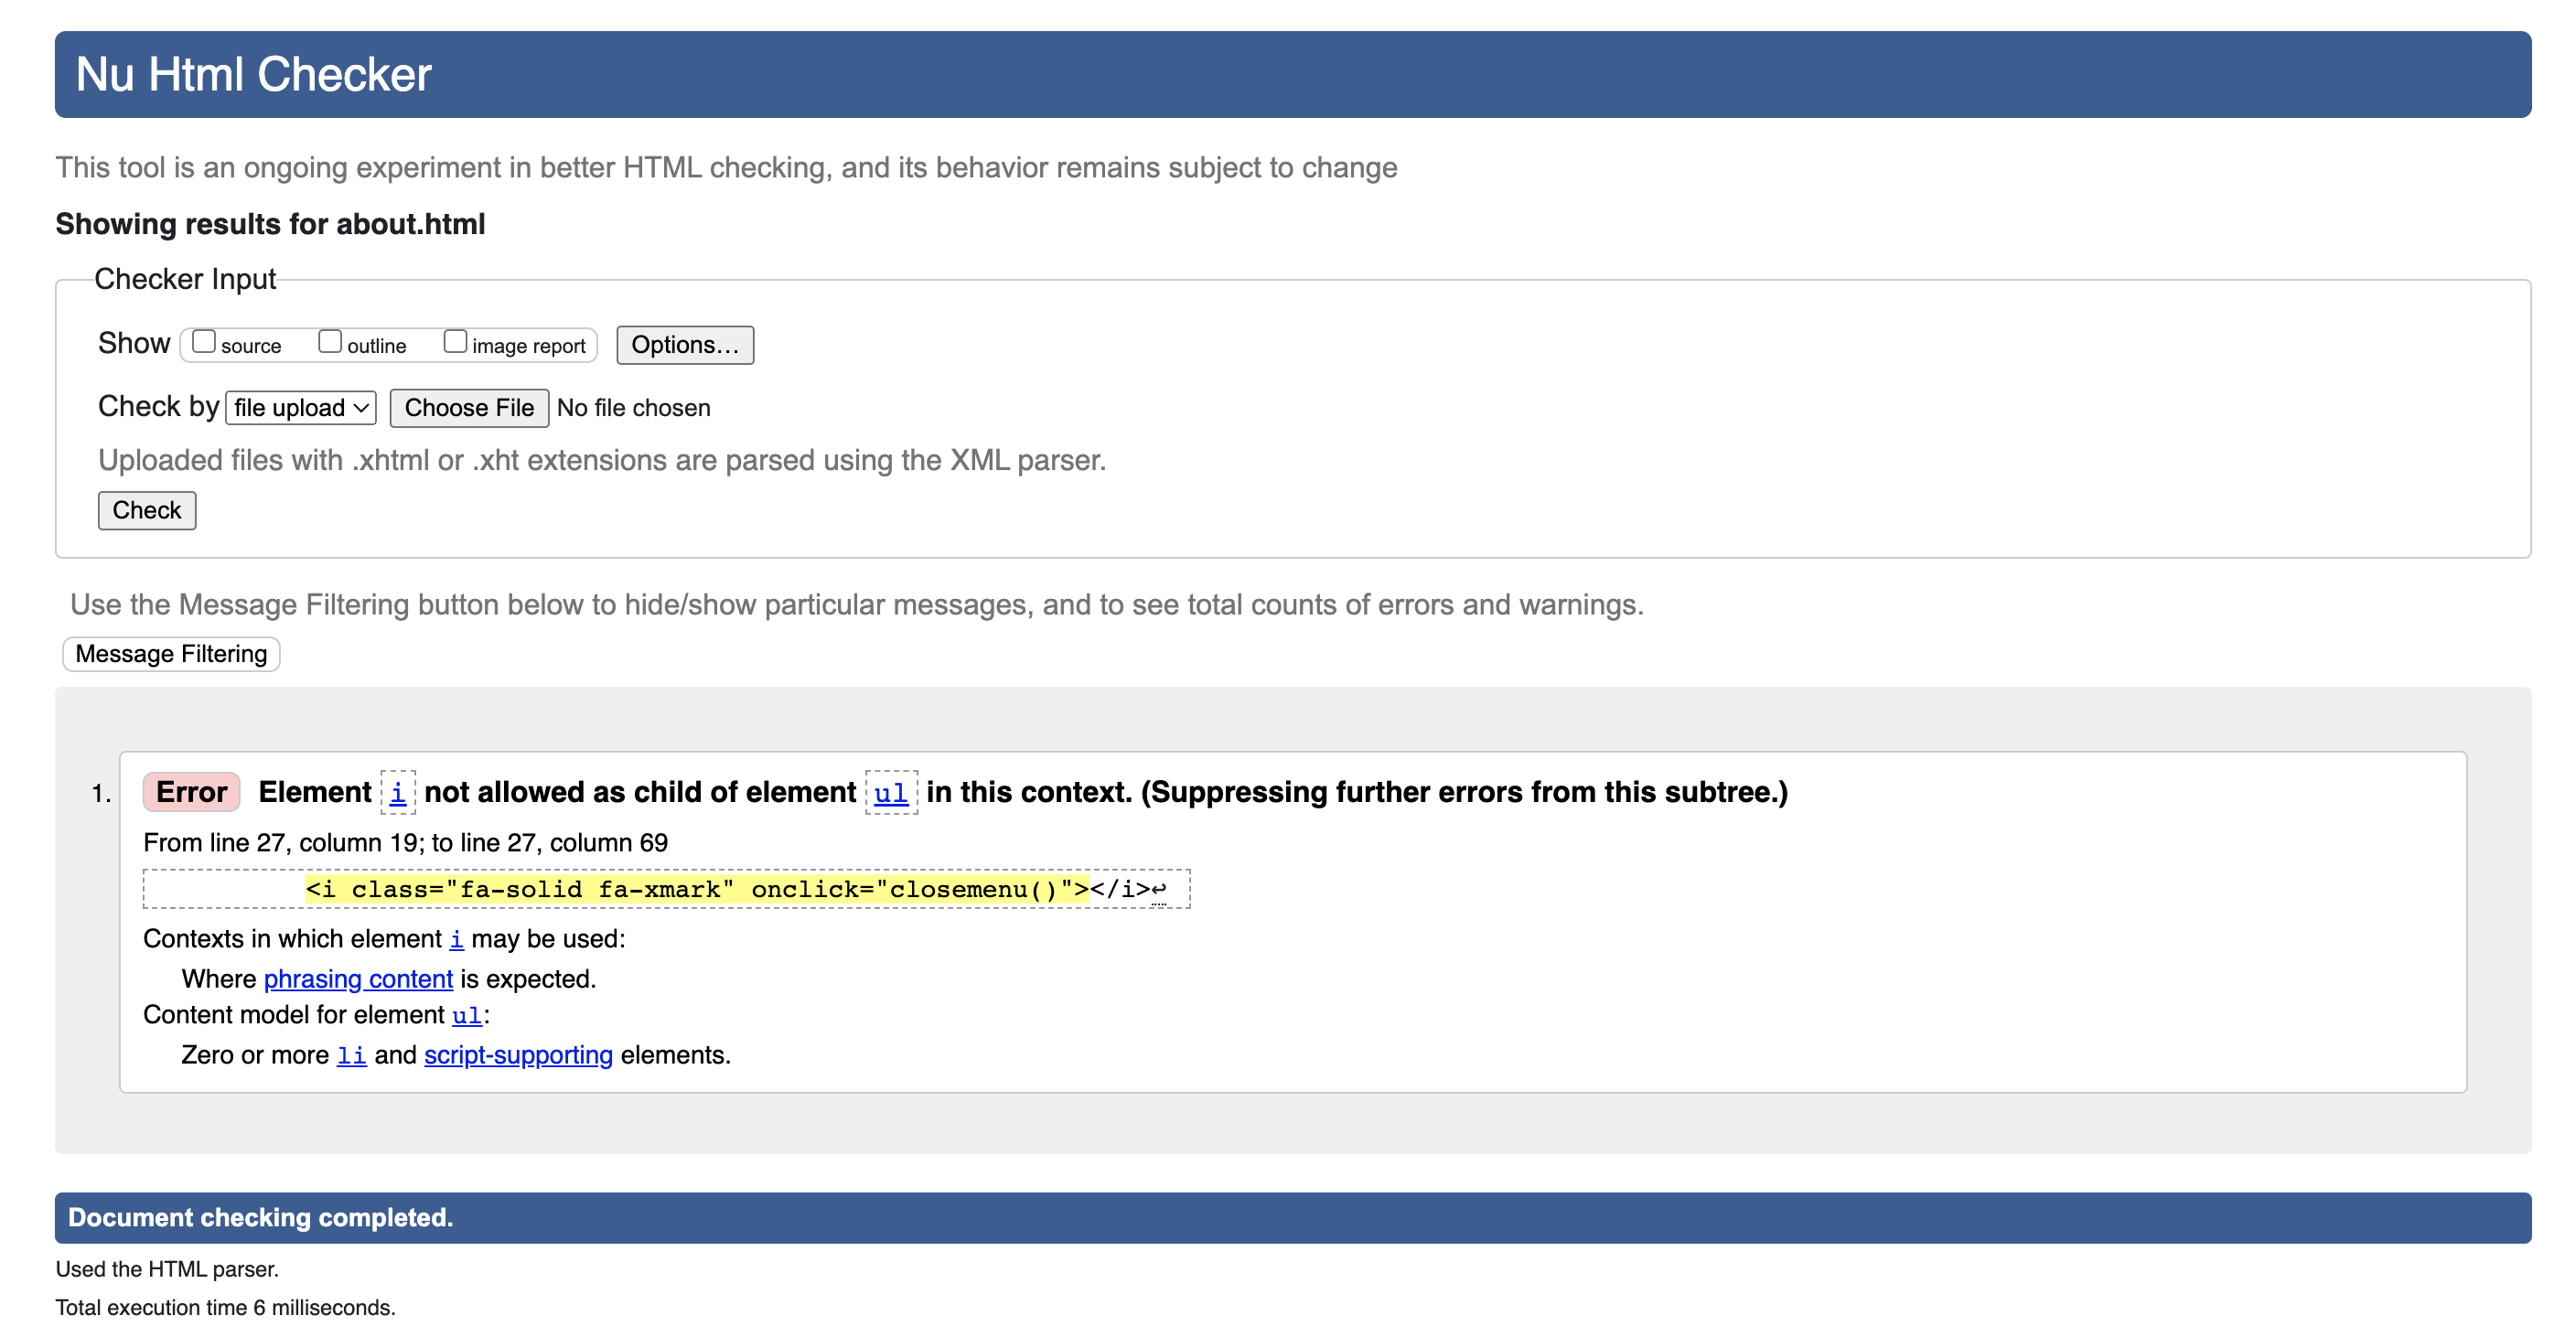 Nu Html Checker
This tool is an ongoing experiment in better HTML checking, and its behavior remains subject to change
Showing results for about.html
Checker Input
Show source outline image report Options...
Check by file upload Choose File No file chosen
Uploaded files with .xhtml or .xht extensions are parsed using the XML parser.
Check
Use the Message Filtering button below to hide/show particular messages, and to see total counts of errors and warnings.
Message Filtering
1. Error Element i not allowed as child of element ul in this context. (Suppressing further errors from this subtree.)
From line 27, column 19; to line 27, column 69
<i class="fa-solid fa-xmark" onclick="closemenu()"></i>↩
Contexts in which element i may be used:
Where phrasing content is expected.
Content model for element ul:
Zero or more li and script-supporting elements.
Document checking completed.
Used the HTML parser.
Total execution time 6 milliseconds.